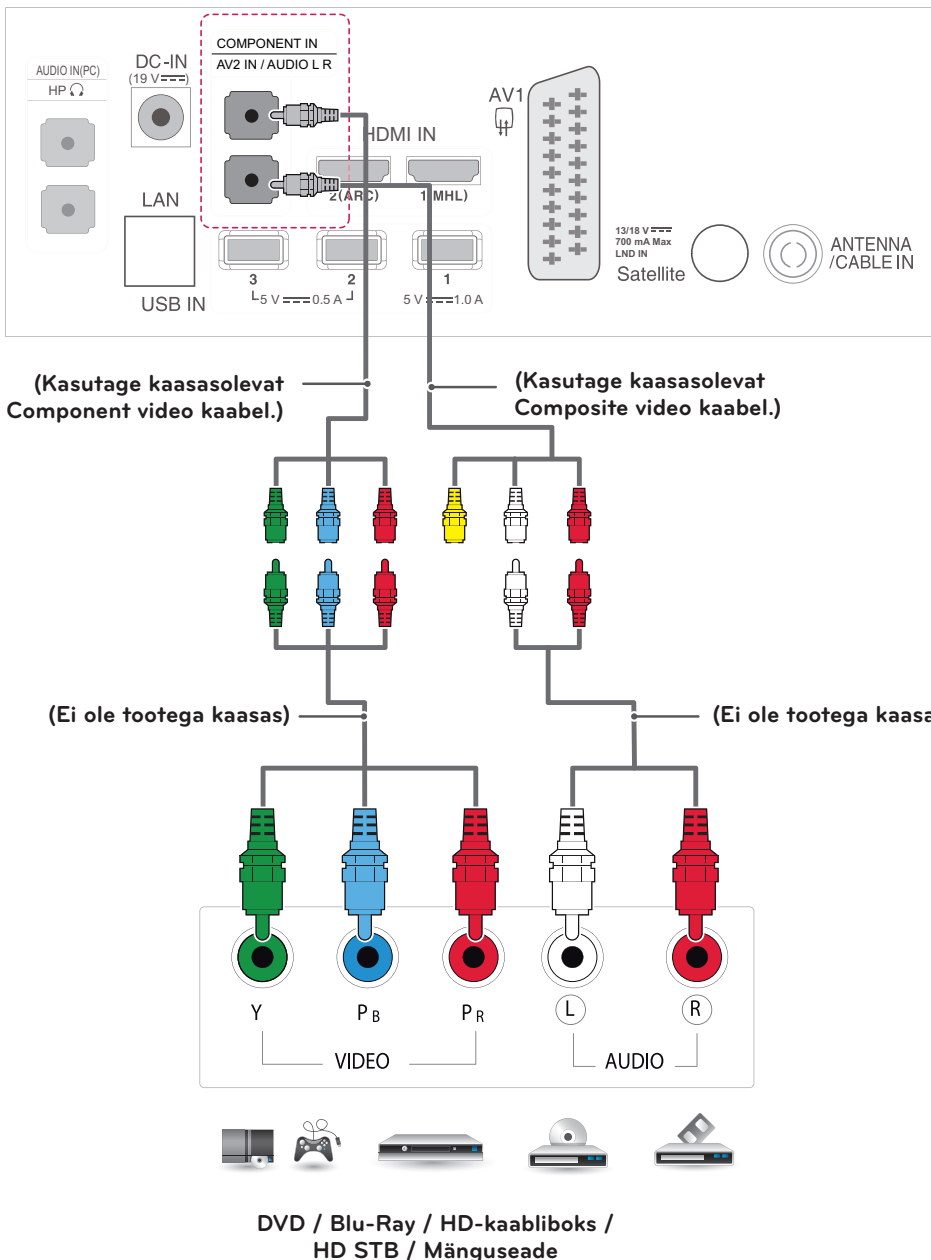 COMPONENT IN
AV2 IN / AUDIO L R
AUDIO IN(PC)
HP
DC-IN
(19 V )
AV1
HDMI IN
2(ARC)
1(MHL)
LAN
13/18 V
700 mA Max
LND IN
Satellite
ANTENNA
/CABLE IN
3
2
1
5 V 0.5 A
5 V 1.0 A
USB IN
(Kasutage kaasasolevat
Component video kaabel.)
(Kasutage kaasasolevat
Composite video kaabel.)
(Ei ole tootega kaasas)
(Ei ole tootega kaasa
Y
PB
PR
L
R
VIDEO
AUDIO
DVD / Blu-Ray / HD-kaabliboks /
HD STB / Mänguseade